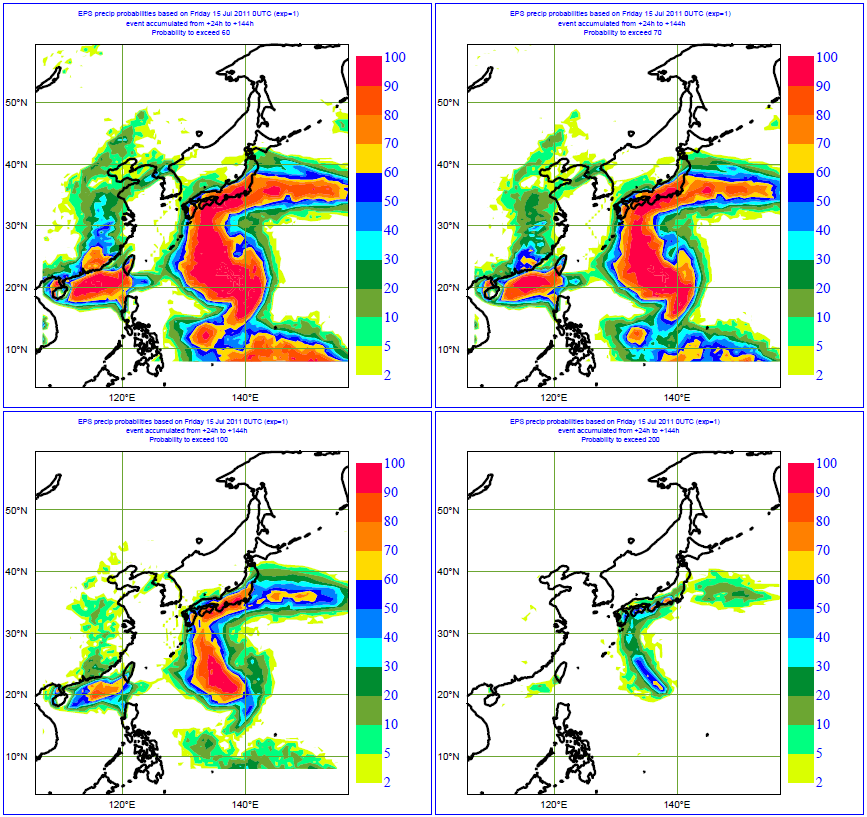 EPS precip probabilities based on Friday 15 Jul 2011 0UTC (exp=1)
event accumulated from +24h to +144h
Probability to exceed 60
50°N
40°N
30°N
20°N
10°N
120°E
140°E
100
90
80
70
60
50
40
30
20
10
5
2
EPS precip probabilities based on Friday 15 Jul 2011 0UTC (exp=1)
event accumulated from +24h to +144h
Probability to exceed 70
50°N
40°N
30°N
20°N
10°N
120°E
140°E
100
90
80
70
60
50
40
30
20
10
5
2
EPS precip probabilities based on Friday 15 Jul 2011 0UTC (exp=1)
event accumulated from +24h to +144h
Probability to exceed 100
50°N
40°N
30°N
20°N
10°N
120°E
140°E
100
90
80
70
60
50
40
30
20
10
5
2
EPS precip probabilities based on Friday 15 Jul 2011 0UTC (exp=1)
event accumulated from +24h to +144h
Probability to exceed 200
50°N
40°N
30°N
20°N
10°N
120°E
140°E
100
90
80
70
60
50
40
30
20
10
5
2